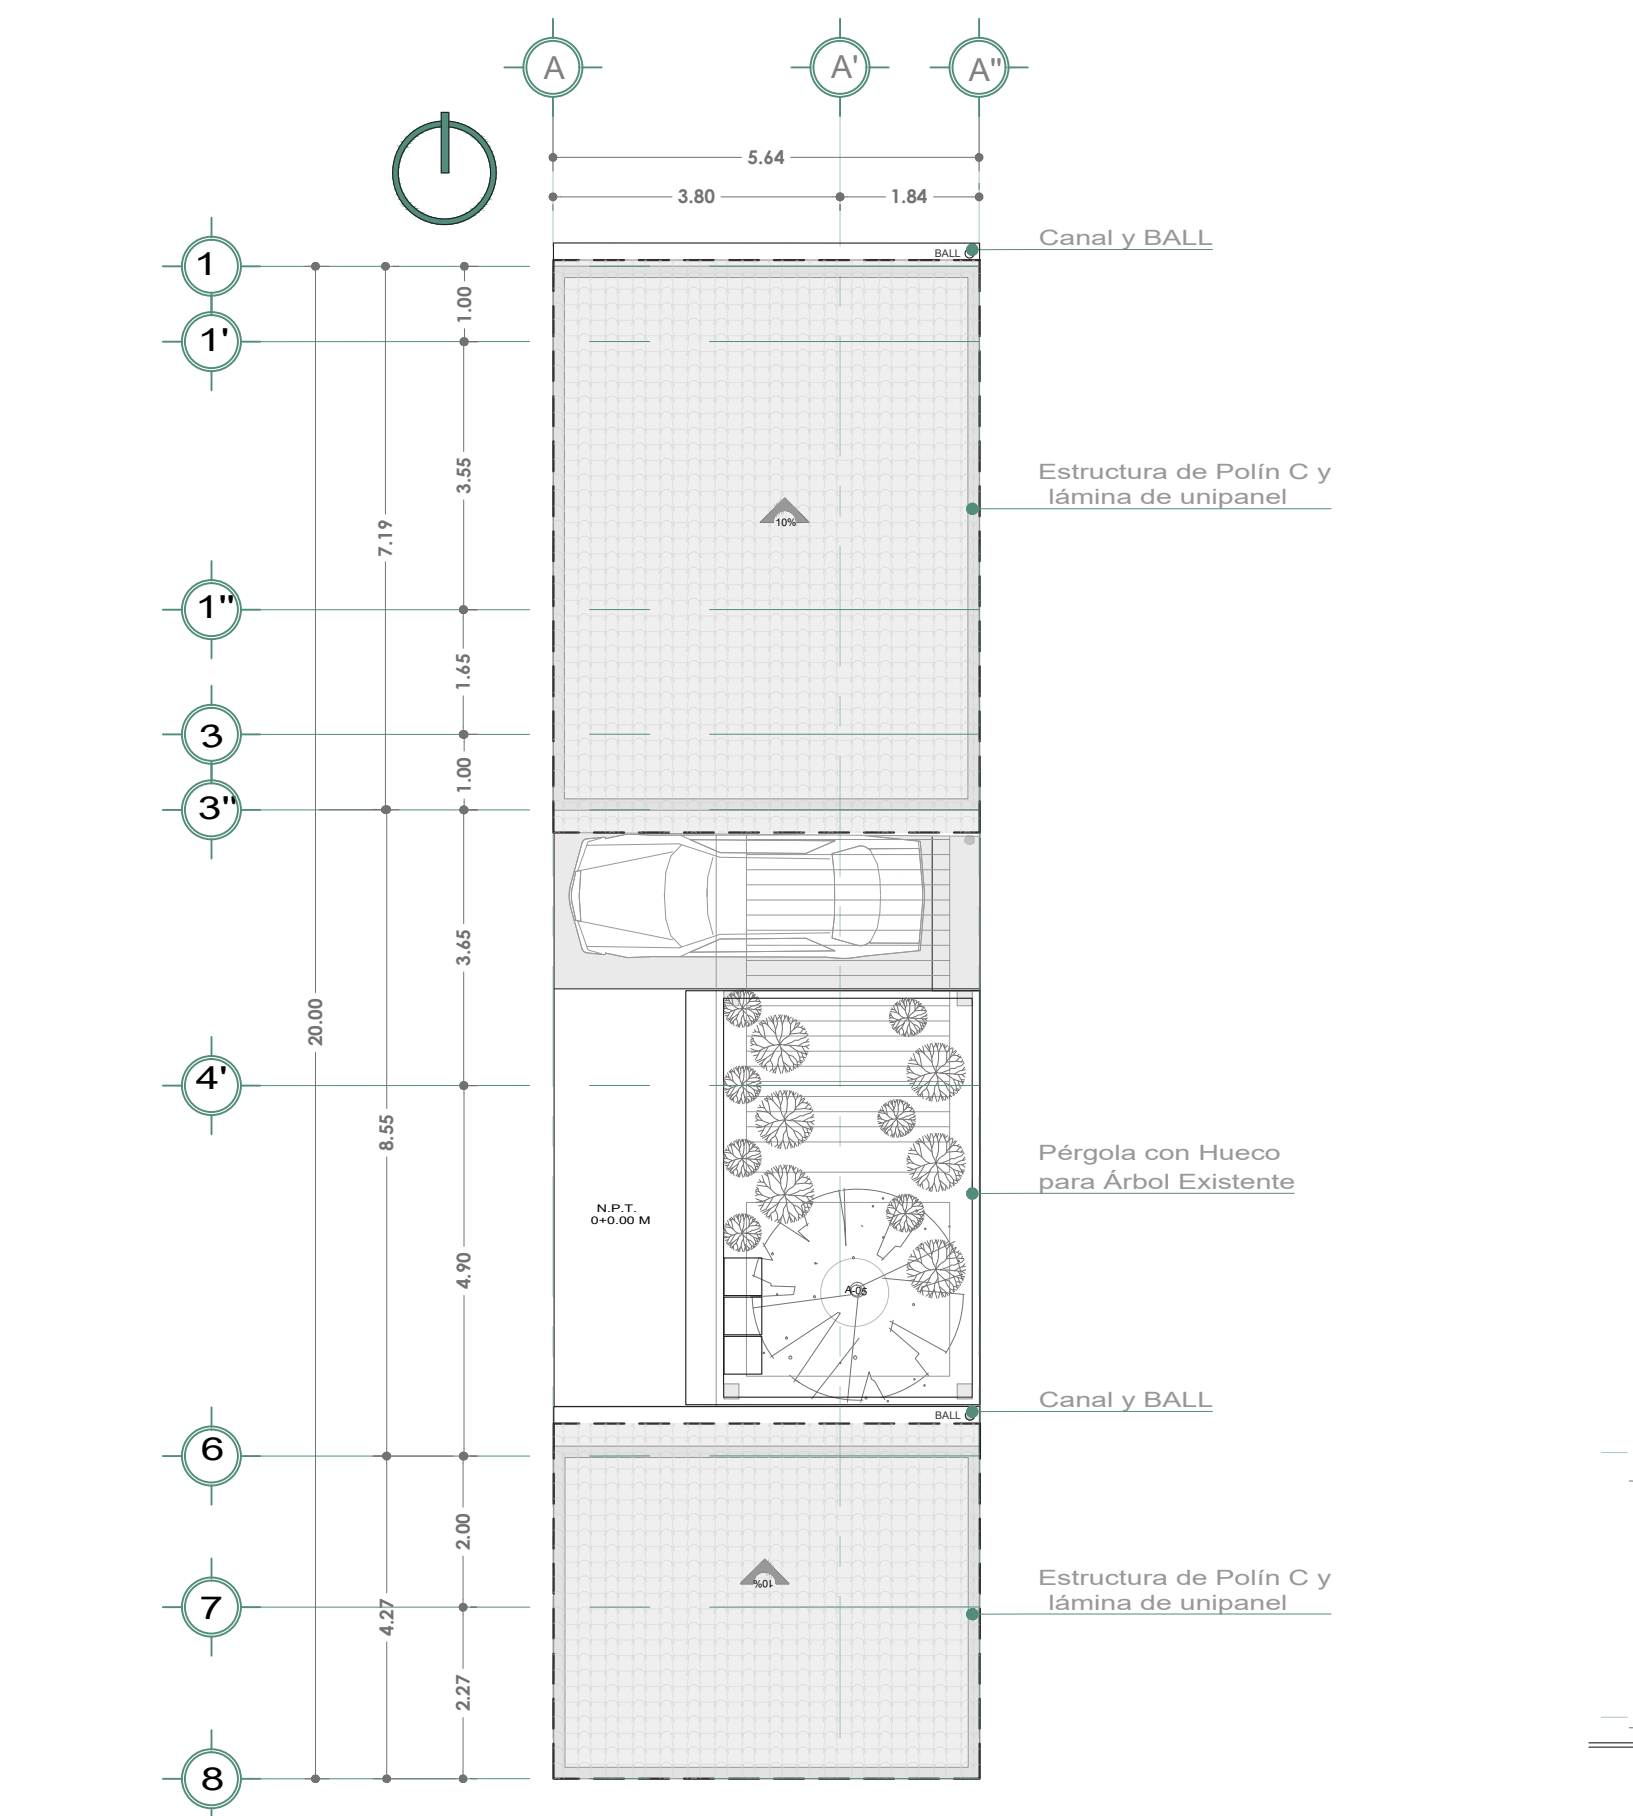 A
A'
A"
5.64
3.80
1.84
Canal y BALL
BALL
1
1.00
1'
3.55
Estructura de Polín C y
lámina de unipanel
10%
7.19
1"
1.65
3
1.00
3"
3.65
20.00
4'
8.55
Pérgola con Hueco
para Árbol Existente
N.P.T.
0+0.00 M
4.90
A-05
Canal y BALL
BALL
6
2.00
10%
Estructura de Polín C y
lámina de unipanel
7
4.27
2.27
8